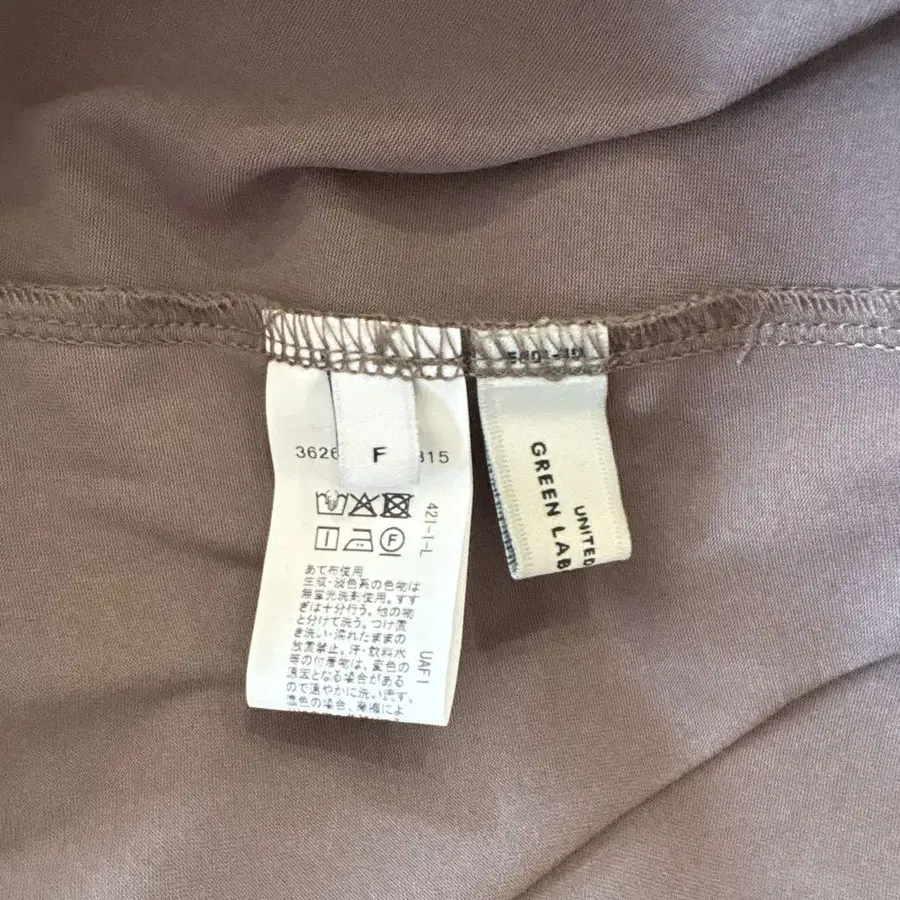 3626
F
315
421-1-L
F
あて布使用
生成・淡色系の色物は
無蛍光洗剤使用。すす
ぎは十分行う。他の物
と分けて洗う。つけ置
き洗い・濡れたままの
放置禁止。汗・飲料水
等の付着物は、変色の
原因となる場合がある
ので速やかに洗い流す。
濃色の場合、
UAF1
UNITED
GREEN LAB